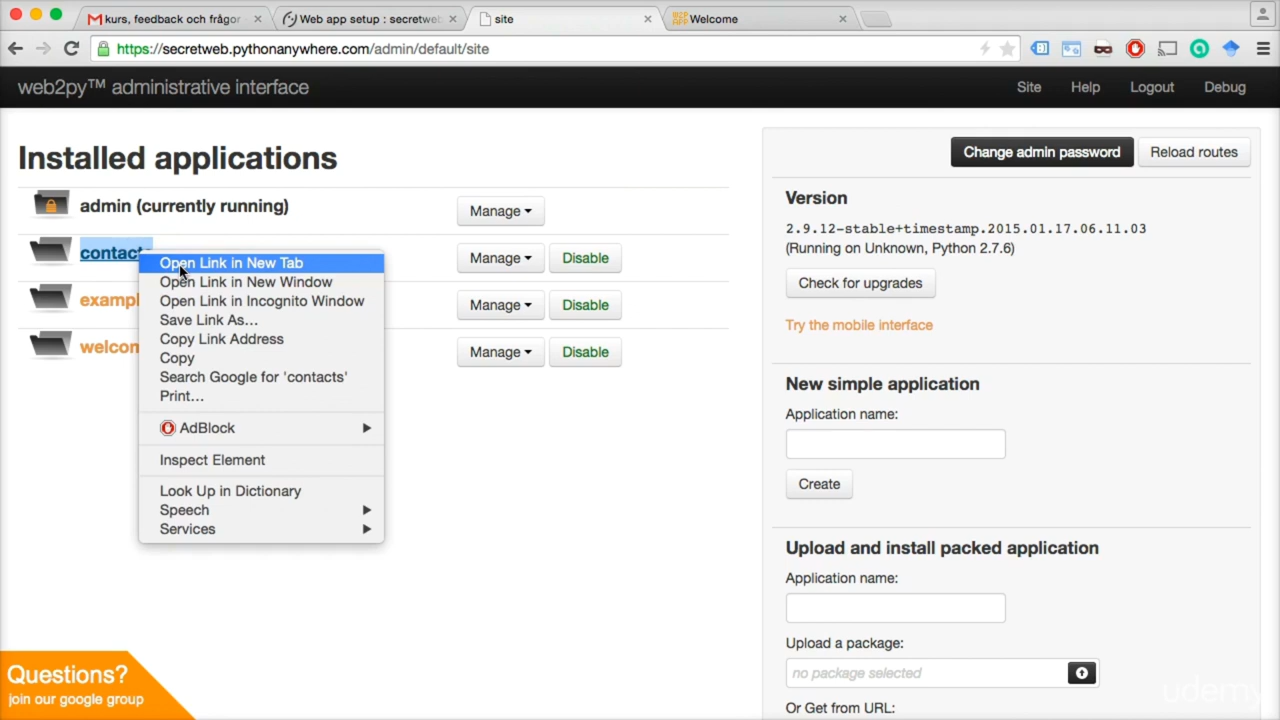 kurs, feedback och frågor
Web app setup : secretweb
site
Welcome
https://secretweb.pythonanywhere.com/admin/default/site
web2py™ administrative interface
Site
Help
Logout
Debug
Installed applications
admin (currently running)
Manage
contacts
Manage
Disable
exampl
Manage
Disable
welcom
Manage
Disable
Open Link in New Tab
Open Link in New Window
Open Link in Incognito Window
Save Link As...
Copy Link Address
Copy
Search Google for 'contacts'
Print...
AdBlock
Inspect Element
Look Up in Dictionary
Speech
Services
Change admin password
Reload routes
Version
2.9.12-stable+timestamp.2015.01.17.06.11.03
(Running on Unknown, Python 2.7.6)
Check for upgrades
Try the mobile interface
New simple application
Application name:
Create
Upload and install packed application
Application name:
Upload a package:
no package selected
Or Get from URL:
Questions?
join our google group
udemy